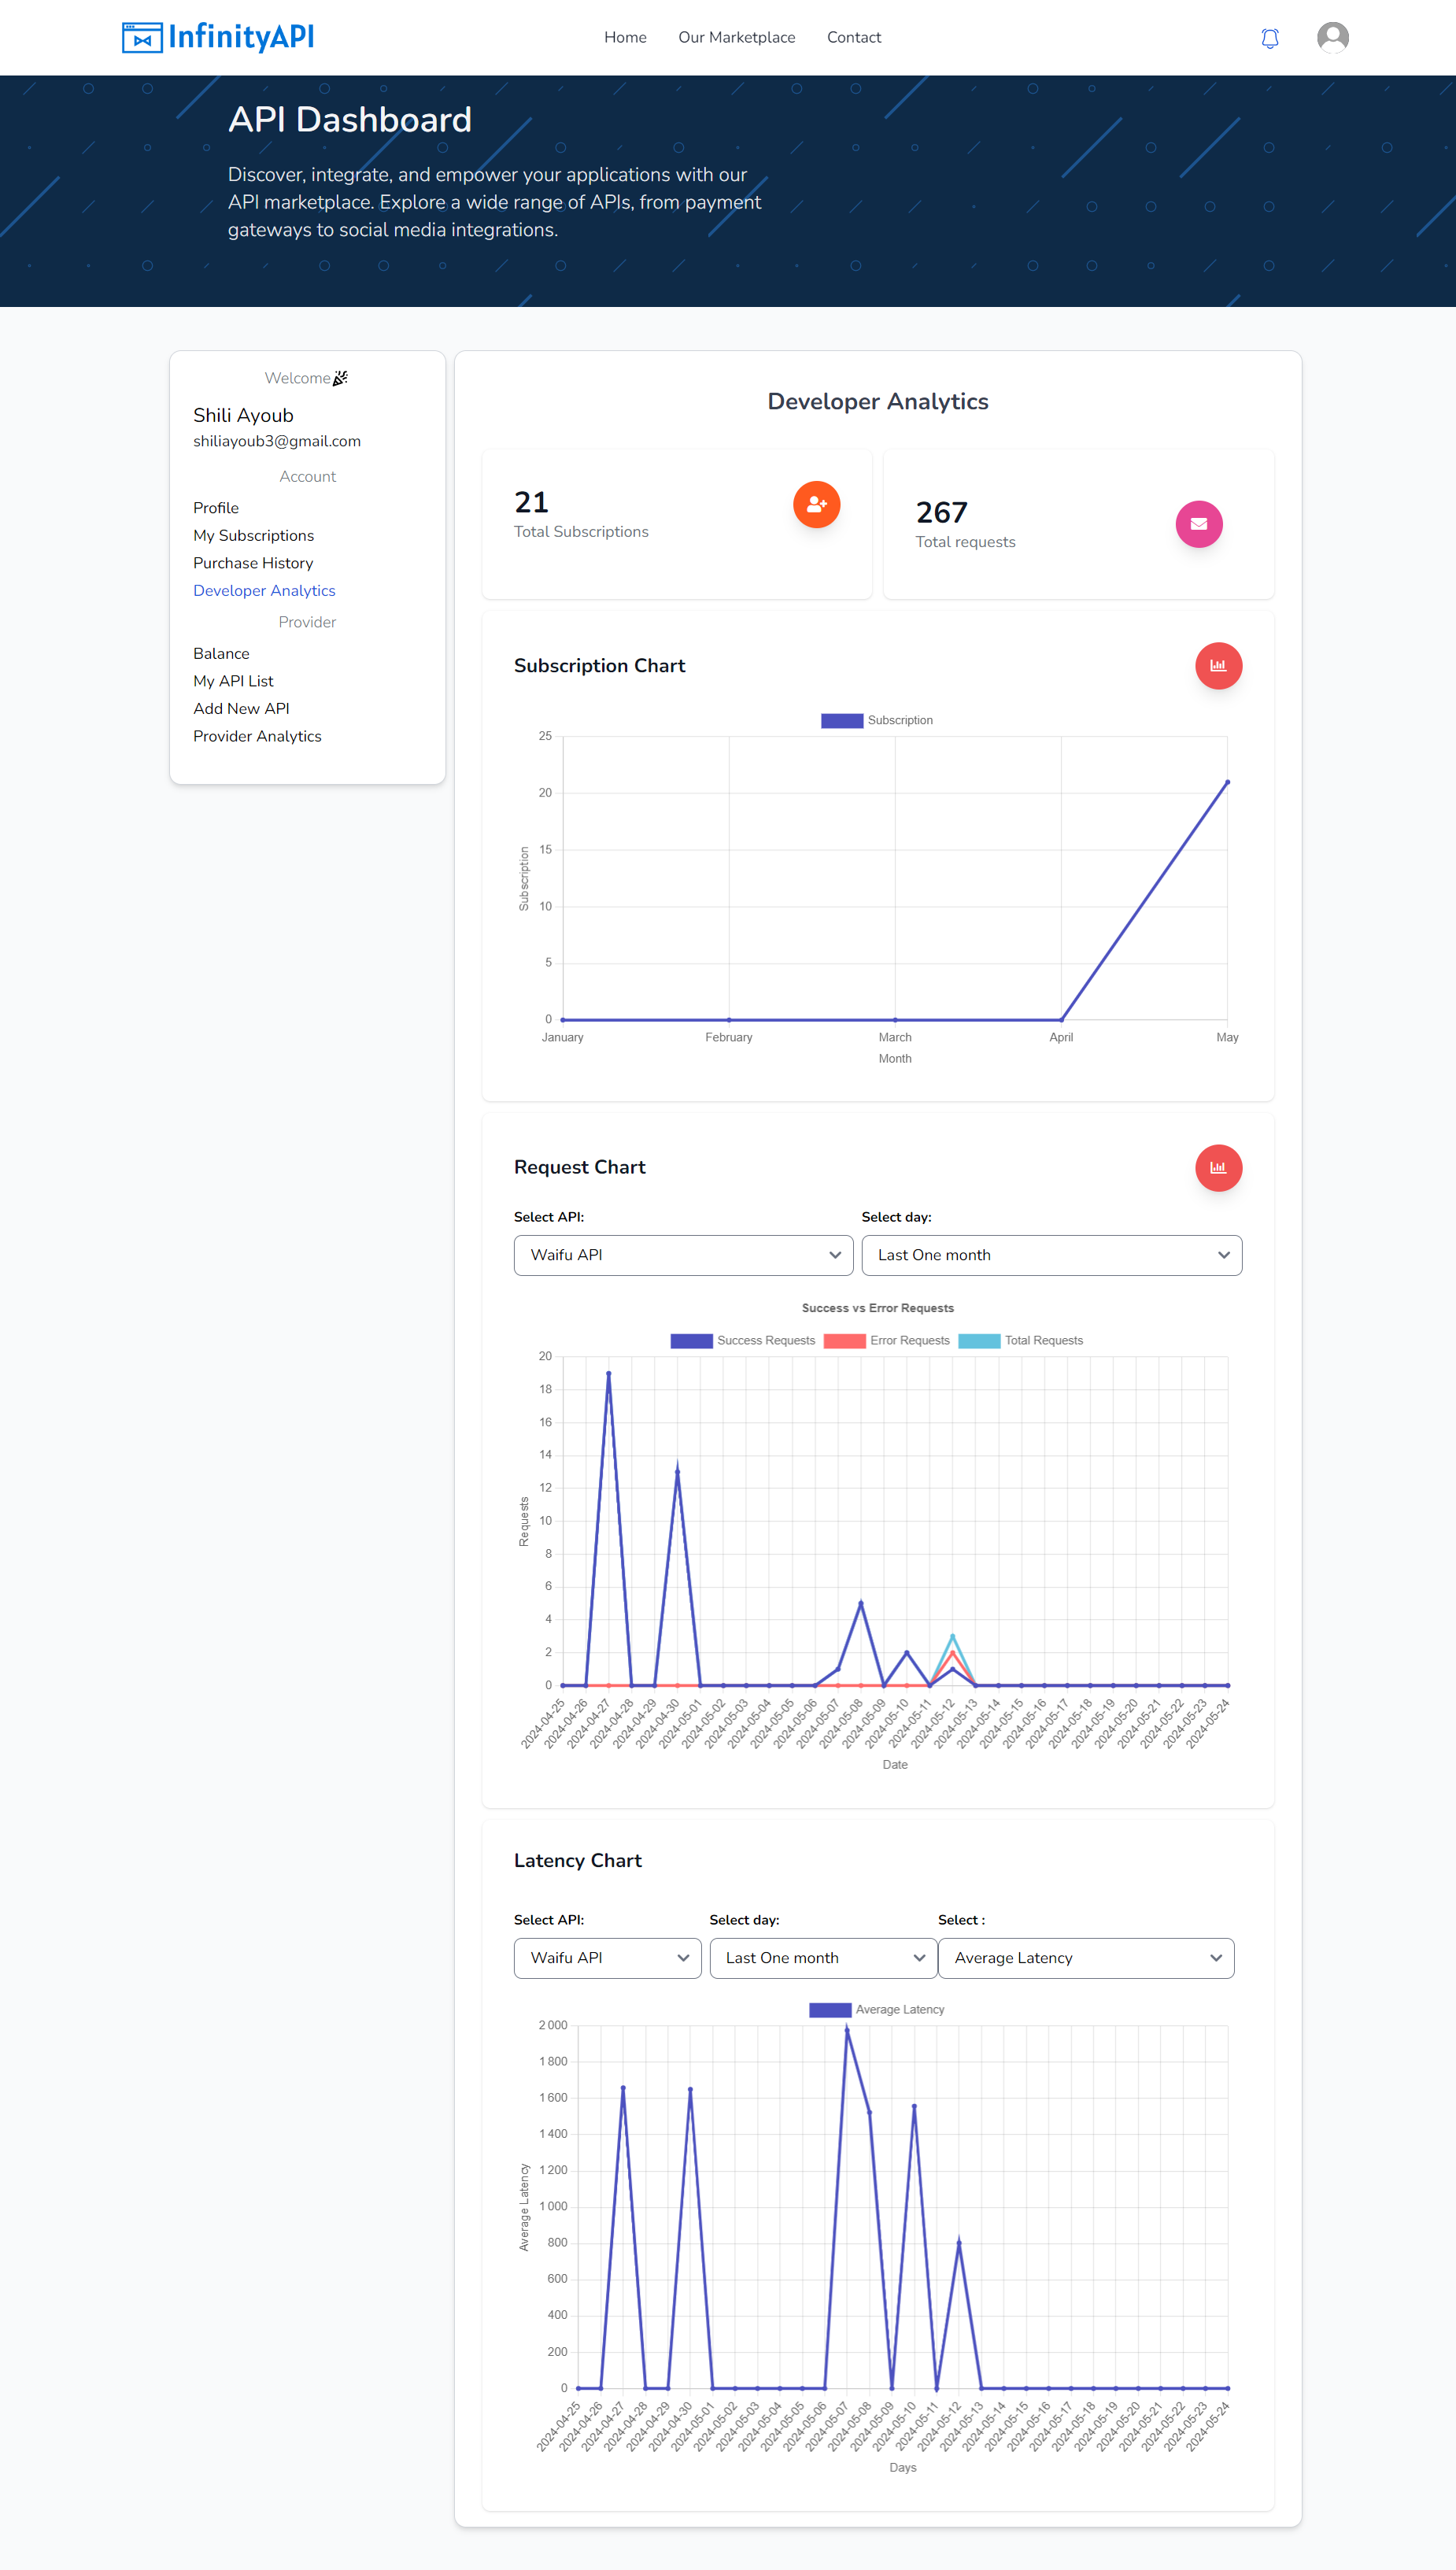 InfinityAPI
Home
Our Marketplace
Contact
API Dashboard
Discover, integrate, and empower your applications with our
API marketplace. Explore a wide range of APIs, from payment
gateways to social media integrations.
Welcome
Shili Ayoub
shiliayoub3@gmail.com
Account
Profile
My Subscriptions
Purchase History
Developer Analytics
Provider
Balance
My API List
Add New API
Provider Analytics
Developer Analytics
21
Total Subscriptions
267
Total requests
Subscription Chart
Subscription
25
20
15
10
5
0
Subscription
January
February
March
April
May
Month
Request Chart
Select API:
Select day:
Waifu API
Last One month
Success vs Error Requests
Success Requests
Error Requests
Total Requests
20
18
16
14
12
10
8
6
4
2
0
Requests
2024-04-25
2024-04-26
2024-04-27
2024-04-28
2024-04-29
2024-04-30
2024-05-01
2024-05-02
2024-05-03
2024-05-04
2024-05-05
2024-05-06
2024-05-07
2024-05-08
2024-05-09
2024-05-10
2024-05-11
2024-05-12
2024-05-13
2024-05-14
2024-05-15
2024-05-16
2024-05-17
2024-05-18
2024-05-19
2024-05-20
2024-05-21
2024-05-22
2024-05-23
2024-05-24
Date
Latency Chart
Select API:
Select day:
Select :
Waifu API
Last One month
Average Latency
Average Latency
2 000
1 800
1 600
1 400
1 200
1 000
800
600
400
200
0
Average Latency
2024-04-25
2024-04-26
2024-04-27
2024-04-28
2024-04-29
2024-04-30
2024-05-01
2024-05-02
2024-05-03
2024-05-04
2024-05-05
2024-05-06
2024-05-07
2024-05-08
2024-05-09
2024-05-10
2024-05-11
2024-05-12
2024-05-13
2024-05-14
2024-05-15
2024-05-16
2024-05-17
2024-05-18
2024-05-19
2024-05-20
2024-05-21
2024-05-22
2024-05-23
2024-05-24
Days